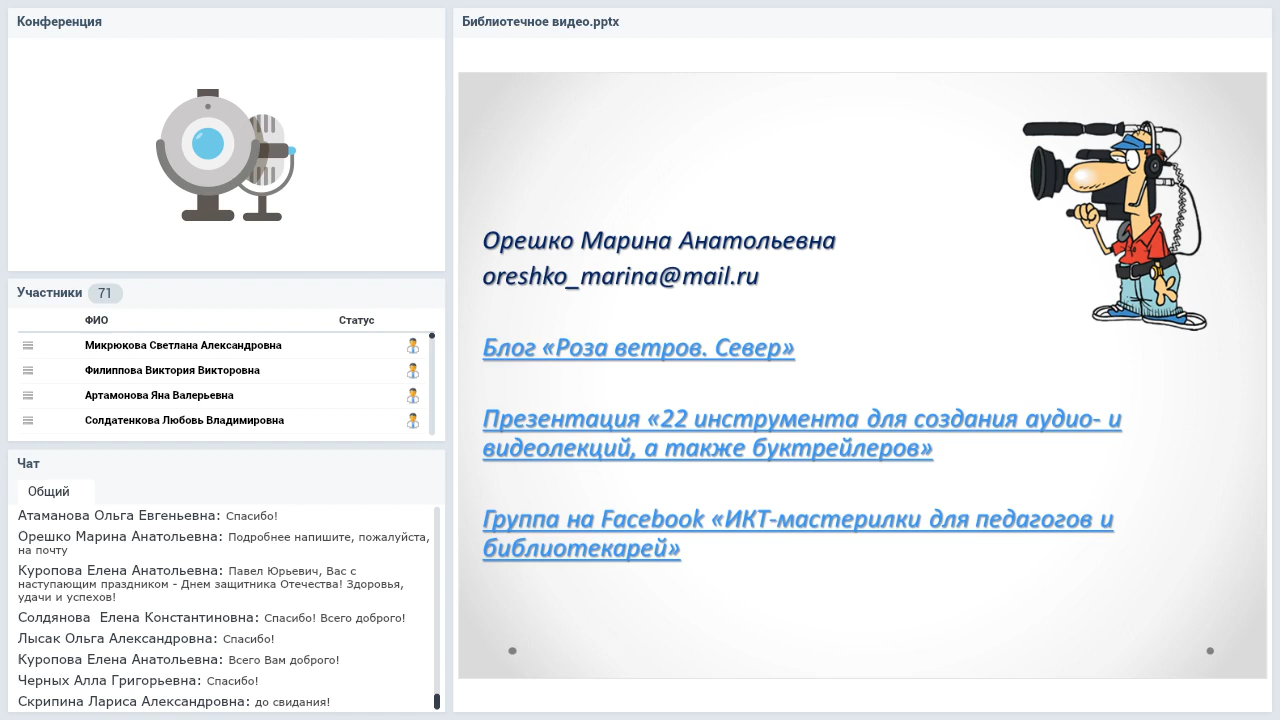 Конференция
Участники 71
ФИО Статус
Микрюкова Светлана Александровна
Филиппова Виктория Викторовна
Артамонова Яна Валерьевна
Солдатенкова Любовь Владимировна
Чат
Общий
Атаманова Ольга Евгеньевна: Спасибо!
Орешко Марина Анатольевна: Подробнее напишите, пожалуйста,
на почту
Куропова Елена Анатольевна: Павел Юрьевич, Вас с
наступающим праздником - Днем защитника Отечества! Здоровья,
удачи и успехов!
Солдянова  Елена Константиновна: Спасибо! Всего доброго!
Лысак Ольга Александровна: Спасибо!
Куропова Елена Анатольевна: Всего Вам доброго!
Черных Алла Григорьевна: Спасибо!
Скрипина Лариса Александровна: до свидания!
Библиотечное видео.pptx
Орешко Марина Анатольевна
oreshko_marina@mail.ru
Блог «Роза ветров. Север»
Презентация «22 инструмента для создания аудио- и
видеолекций, а также буктрейлеров»
Группа на Facebook «ИКТ-мастерилки для педагогов и
библиотекарей»